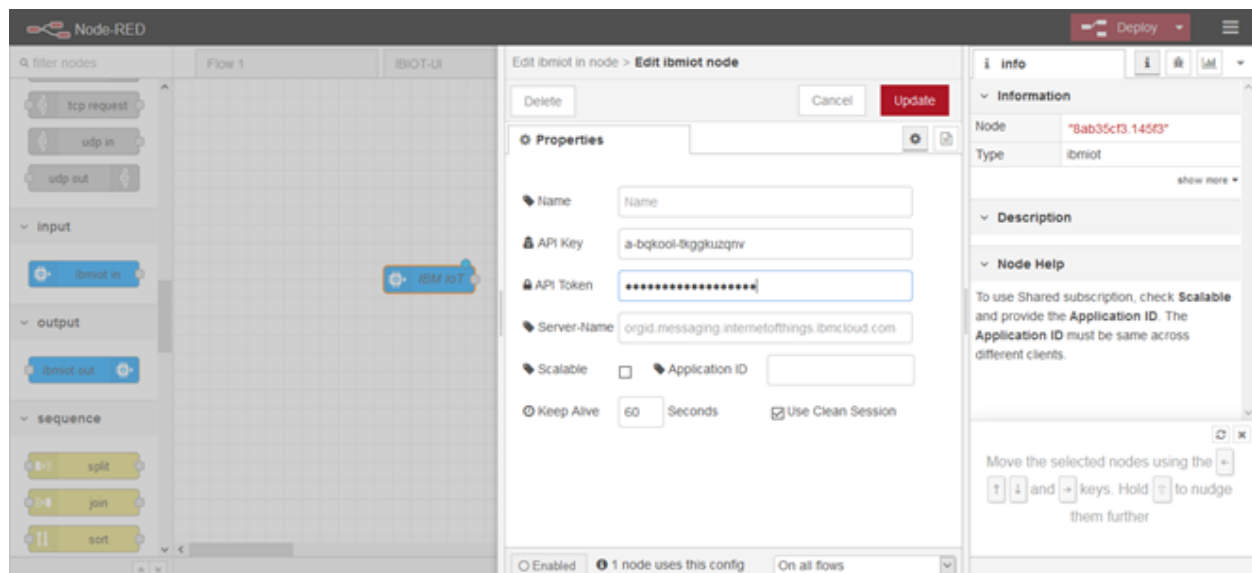 Node-RED
Deploy
filter nodes
Flow 1
IBIOT-UI
tcp request
udp in
udp out
input
ibmiot in
IBM IoT
output
ibmiot out
sequence
split
join
sort
Edit ibmiot in node > Edit ibmiot node
Delete
Cancel
Update
Properties
Name
Name
API Key
a-bqkool-tkggkuzqnv
API Token
••••••••••••••••••
Server-Name
orgid.messaging.internetofthings.ibmcloud.com
Scalable
Application ID
Keep Alive
60
Seconds
Use Clean Session
Enabled
1 node uses this config
On all flows
i info
i
Information
Node
"8ab35cf3.145f3"
Type
ibmiot
show more
Description
Node Help
To use Shared subscription, check Scalable
and provide the Application ID. The
Application ID must be same across
different clients.
Move the selected nodes using the ←
↑ ↓ and → keys. Hold ⇧ to nudge
them further